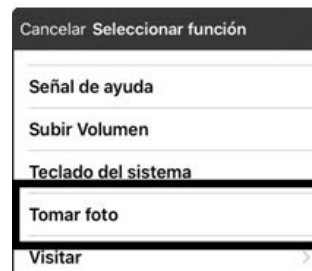 Cancelar Seleccionar función
Señal de ayuda
Subir Volumen
Teclado del sistema
Tomar foto
Visitar